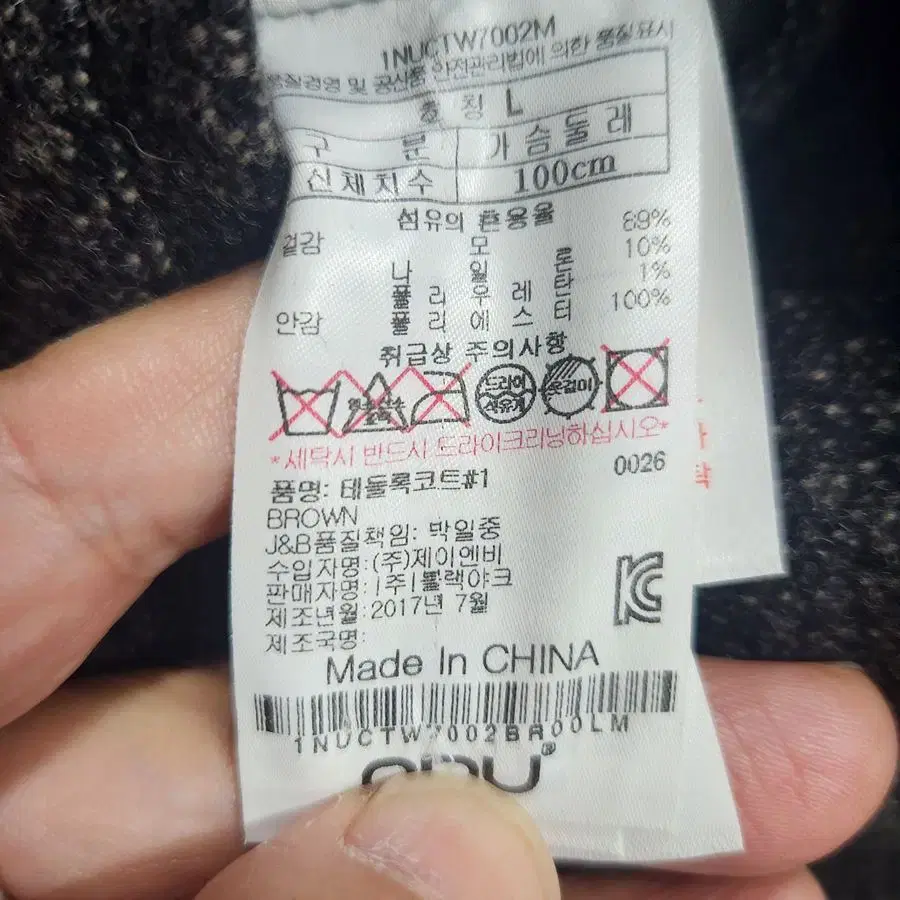 1NUCTW7002M
품질경영 및 공산품 안전관리법에 의한 품질표시
호 칭 L
구 분 가슴둘레
신체치수 100cm
섬유의 혼용율
겉감 모 89%
나 일 론 10%
폴 리 우 레 탄 1%
안감 폴 리 에 스 터 100%
취급상 주의사항
드라이
석유계
옷걸이
*세탁시 반드시 드라이크리닝하십시오*
품명: 테둘록코트#1 0026
BROWN
J&B품질책임: 박일중
수입자명:(주)제이엔비
판매자명:(주)블랙야크
제조년월:2017년 7월
제조국명:
Made In CHINA
1NUCTW7002BR00LM